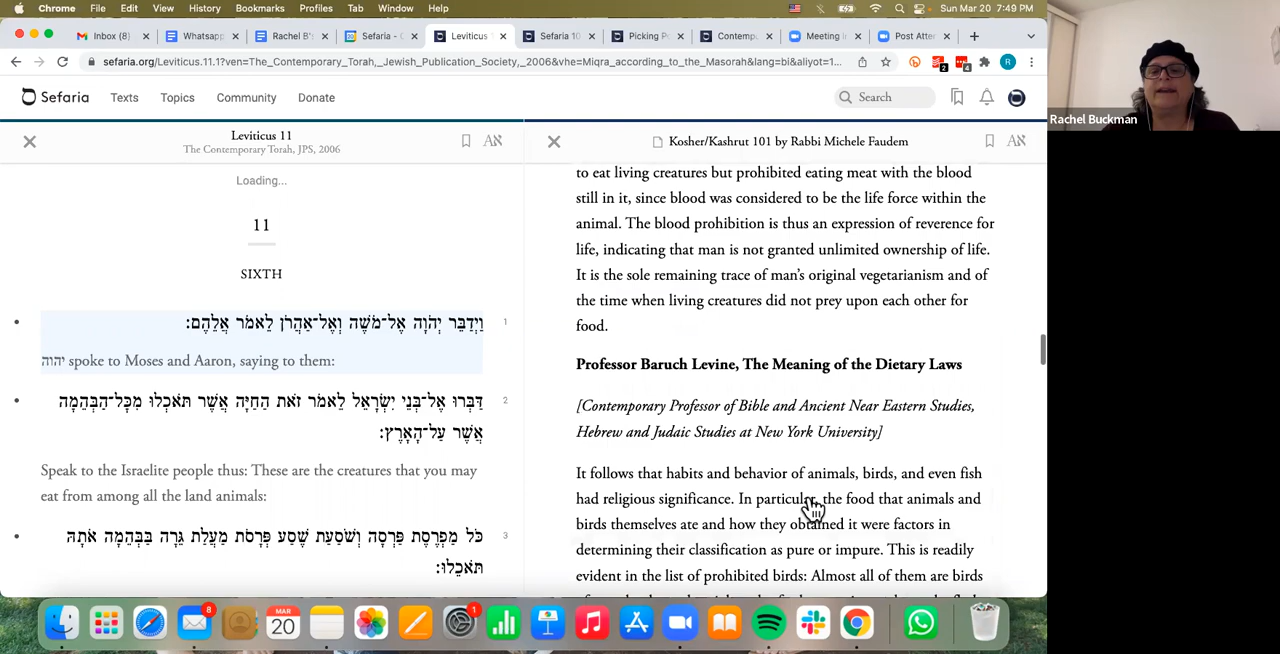 Chrome File Edit View History Bookmarks Profiles Tab Window Help Sun Mar 20 7:49 PM
Inbox (8) Whatsapp Rachel B's Sefaria - Leviticus Sefaria 10 Picking P Contempo Meeting i Post Atten
sefaria.org/Leviticus.11.1?ven=The_Contemporary_Torah,_Jewish_Publication_Society,_2006&vhe=Miqra_according_to_the_Masorah&lang=bi&aliyot=1...
2 4 R
Sefaria Texts Topics Community Donate Search
Leviticus 11
The Contemporary Torah, JPS, 2006
Loading...
11
SIXTH
1
וַיְדַבֵּר יְהֹוָה אֶל־מֹשֶׁה וְאֶל־אַהֲרֹן לֵאמֹר אֲלֵהֶם׃
יהוה spoke to Moses and Aaron, saying to them:
2
דַּבְּרוּ אֶל־בְּנֵי יִשְׂרָאֵל לֵאמֹר זֹאת הַחַיָּה אֲשֶׁר תֹּאכְלוּ מִכׇּל־הַבְּהֵמָה
אֲשֶׁר עַל־הָאָרֶץ׃
Speak to the Israelite people thus: These are the creatures that you may
eat from among all the land animals:
3
כֹּל מַפְרֶסֶת פַּרְסָה וְשֹׁסַעַת שֶׁסַע פְּרָסֹת מַעֲלַת גֵּרָה בַּבְּהֵמָה אֹתָהּ
תֹּאכֵלוּ׃
Kosher/Kashrut 101 by Rabbi Michele Faudem
to eat living creatures but prohibited eating meat with the blood
still in it, since blood was considered to be the life force within the
animal. The blood prohibition is thus an expression of reverence for
life, indicating that man is not granted unlimited ownership of life.
It is the sole remaining trace of man's original vegetarianism and of
the time when living creatures did not prey upon each other for
food.
Professor Baruch Levine, The Meaning of the Dietary Laws
[Contemporary Professor of Bible and Ancient Near Eastern Studies,
Hebrew and Judaic Studies at New York University]
It follows that habits and behavior of animals, birds, and even fish
had religious significance. In particular, the food that animals and
birds themselves ate and how they obtained it were factors in
determining their classification as pure or impure. This is readily
evident in the list of prohibited birds: Almost all of them are birds
Rachel Buckman
8 MAR 20 1